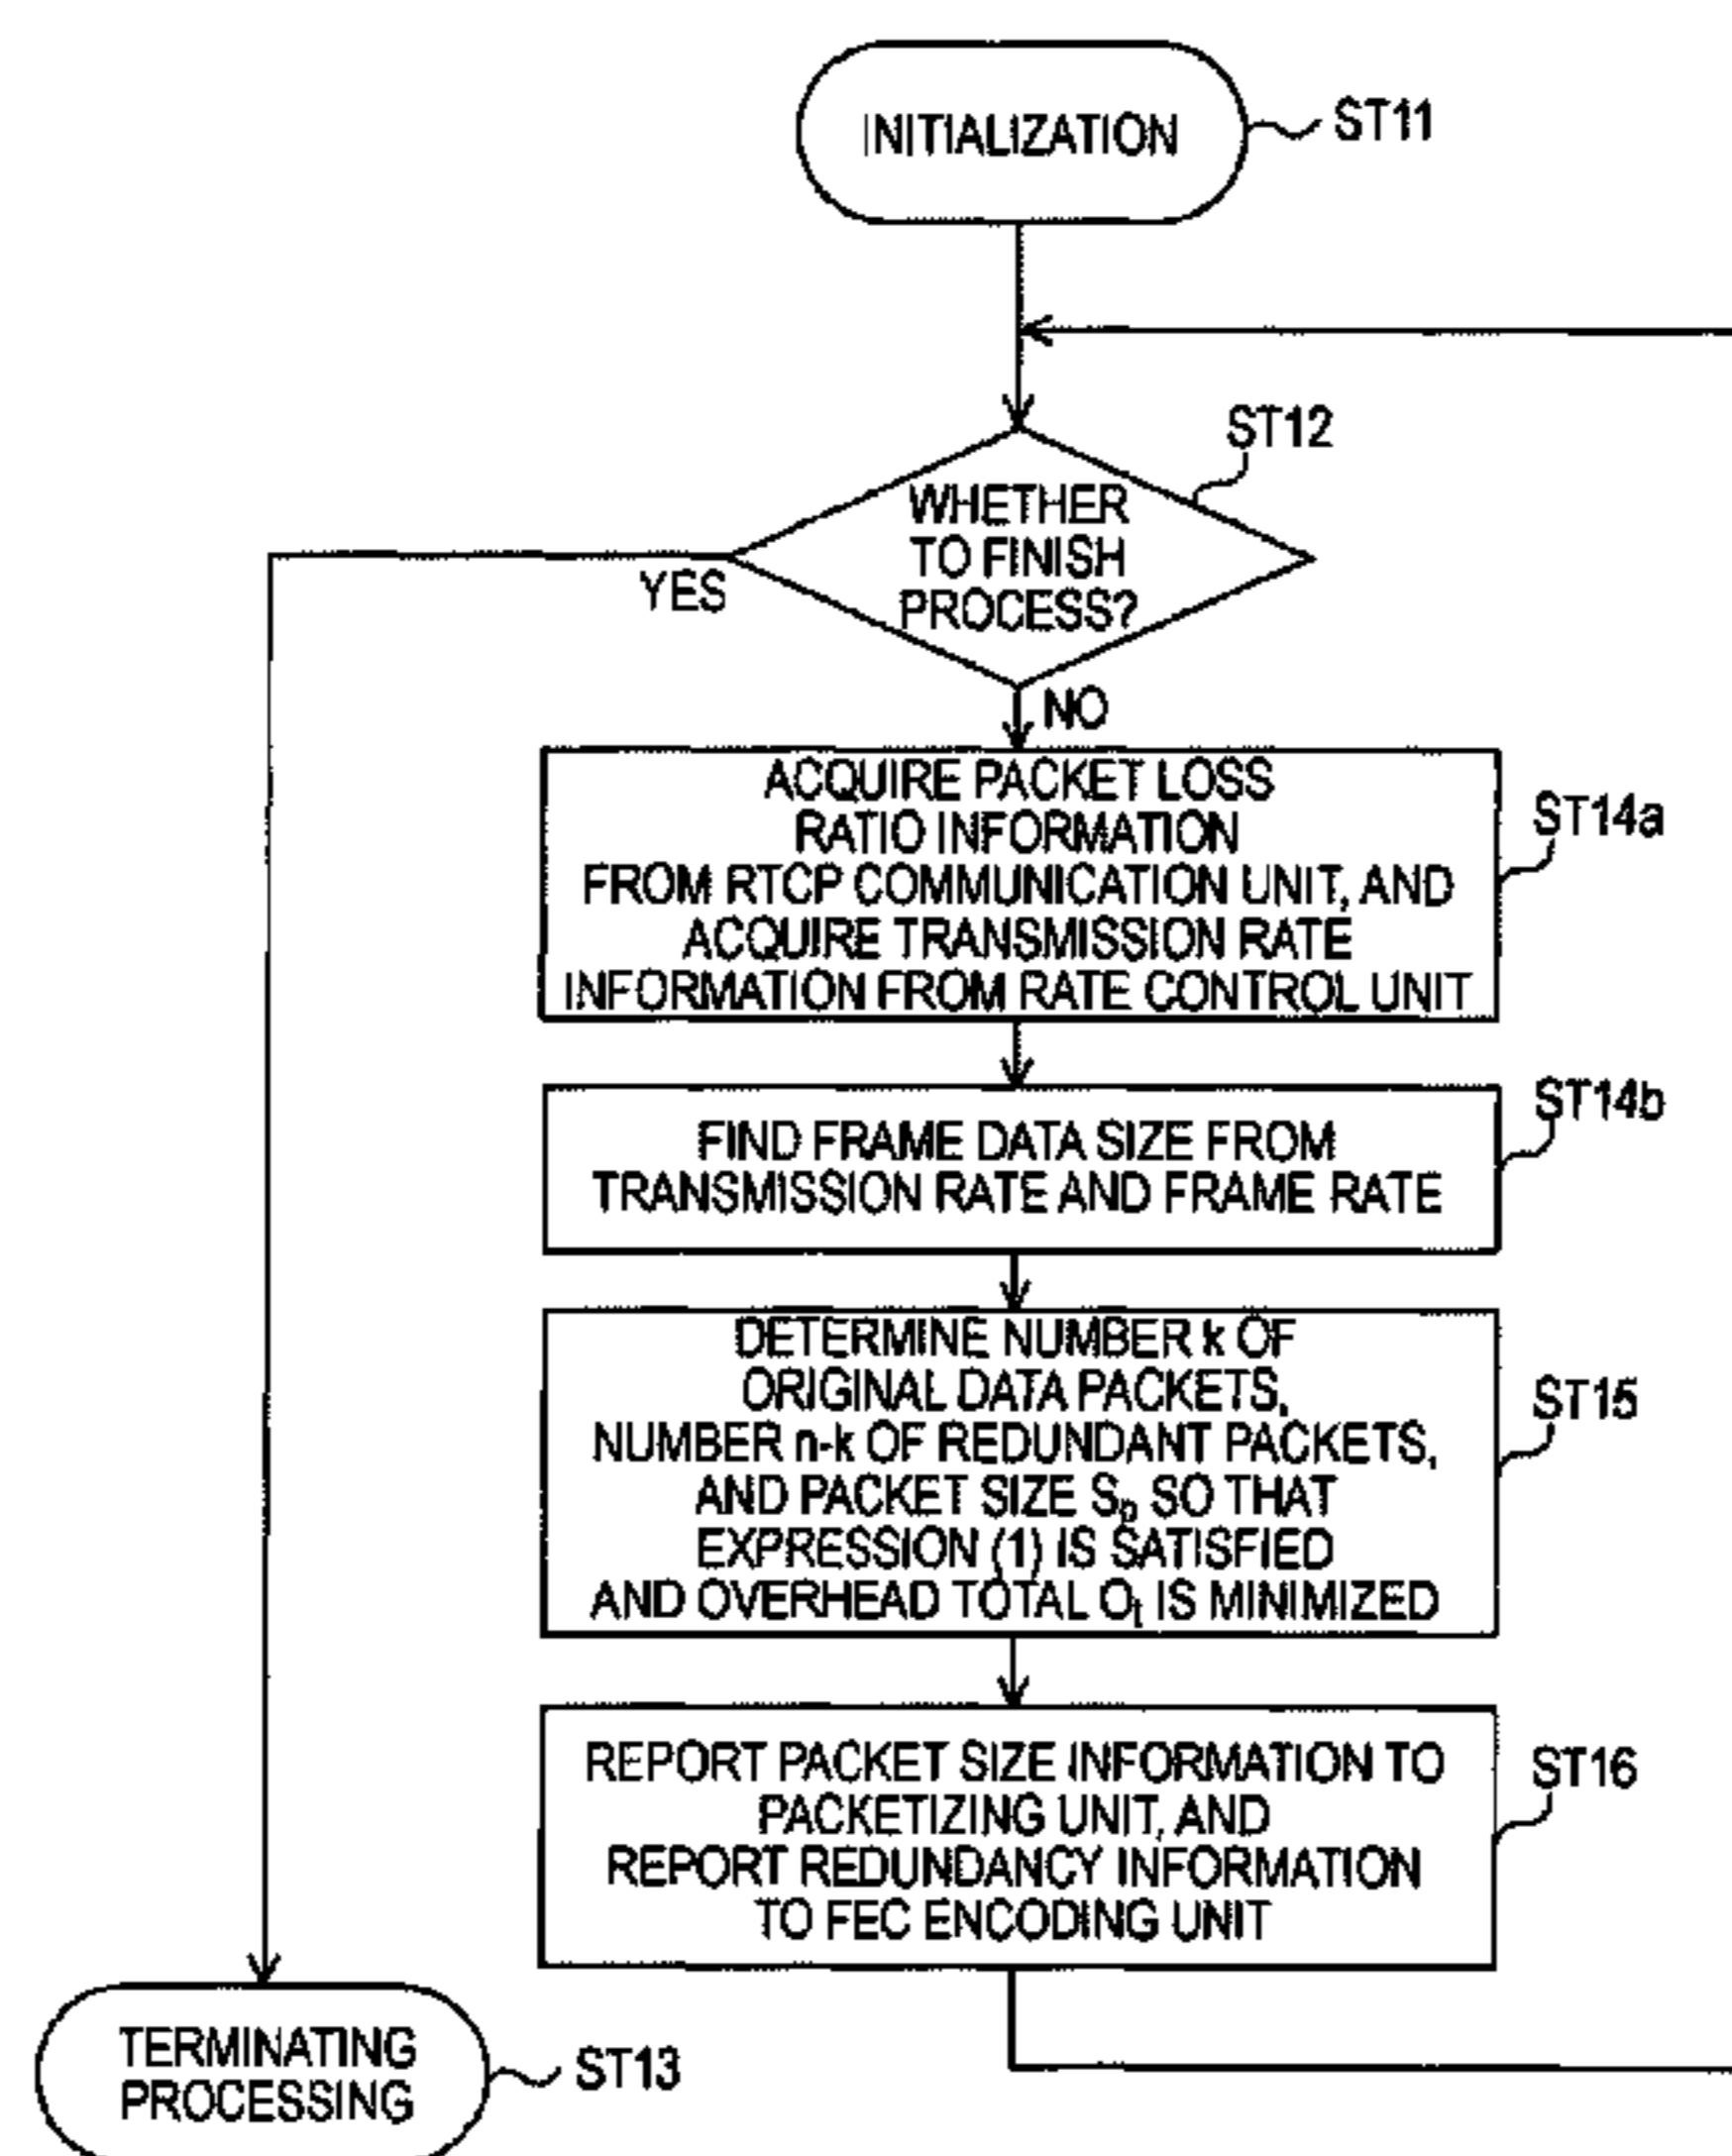 INITIALIZATION
ST11
ST12
WHETHER
TO FINISH
PROCESS?
YES
NO
ACQUIRE PACKET LOSS
RATIO INFORMATION
FROM RTCP COMMUNICATION UNIT, AND
ACQUIRE TRANSMISSION RATE
INFORMATION FROM RATE CONTROL UNIT
ST14a
FIND FRAME DATA SIZE FROM
TRANSMISSION RATE AND FRAME RATE
ST14b
DETERMINE NUMBER k OF
ORIGINAL DATA PACKETS,
NUMBER n-k OF REDUNDANT PACKETS,
AND PACKET SIZE Sp SO THAT
EXPRESSION (1) IS SATISFIED
AND OVERHEAD TOTAL Ot IS MINIMIZED
ST15
REPORT PACKET SIZE INFORMATION TO
PACKETIZING UNIT, AND
REPORT REDUNDANCY INFORMATION
TO FEC ENCODING UNIT
ST16
TERMINATING
PROCESSING
ST13